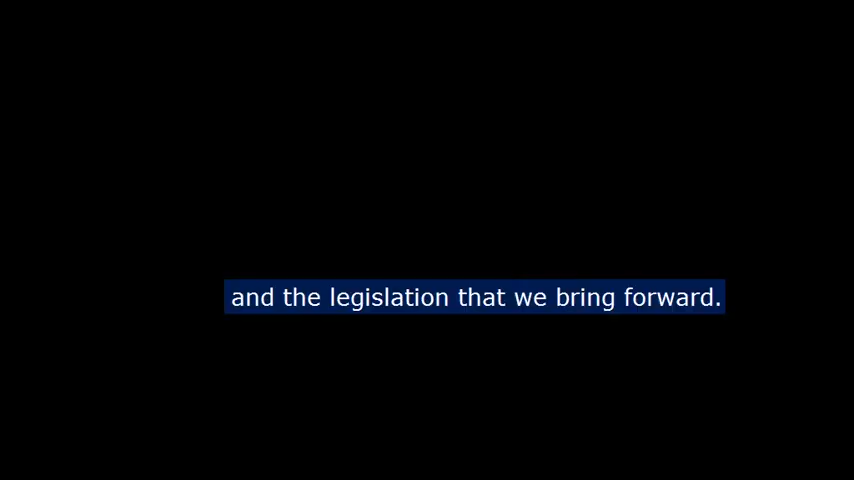 and the legislation that we bring forward.